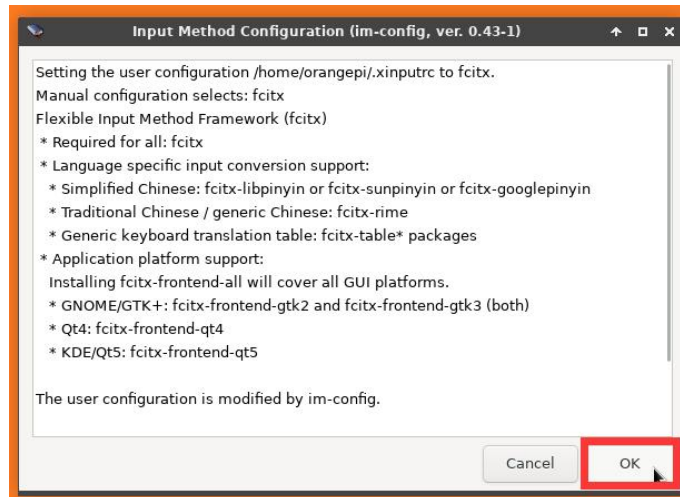 Input Method Configuration (im-config, ver. 0.43-1)
Setting the user configuration /home/orangepi/.xinputrc to fcitx.
Manual configuration selects: fcitx
Flexible Input Method Framework (fcitx)
* Required for all: fcitx
* Language specific input conversion support:
* Simplified Chinese: fcitx-libpinyin or fcitx-sunpinyin or fcitx-googlepinyin
* Traditional Chinese / generic Chinese: fcitx-rime
* Generic keyboard translation table: fcitx-table* packages
* Application platform support:
Installing fcitx-frontend-all will cover all GUI platforms.
* GNOME/GTK+: fcitx-frontend-gtk2 and fcitx-frontend-gtk3 (both)
* Qt4: fcitx-frontend-qt4
* KDE/Qt5: fcitx-frontend-qt5
The user configuration is modified by im-config.
Cancel OK